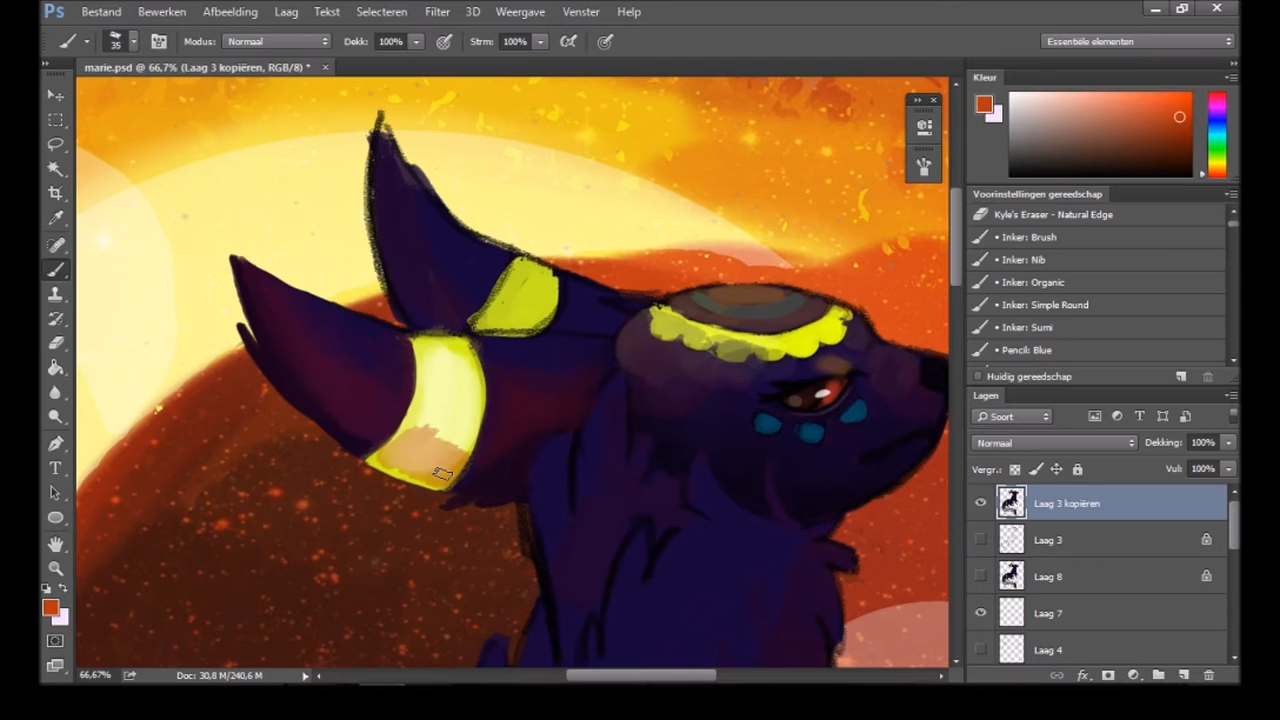 Ps Bestand Bewerken Afbeelding Laag Tekst Selecteren Filter 3D Weergave Venster Help
35 Modus: Normaal Dekk: 100% Strm: 100% Essentiële elementen
marie.psd @ 66,7% (Laag 3 kopiëren, RGB/8) *
Kleur
Voorinstellingen gereedschap
Kyle's Eraser - Natural Edge
• Inker: Brush
• Inker: Nib
• Inker: Organic
• Inker: Simple Round
• Inker: Sumi
• Pencil: Blue
Huidig gereedschap
Lagen
Soort
Normaal Dekking: 100%
Vergr.: Vul: 100%
Laag 3 kopiëren
Laag 3
Laag 8
Laag 7
Laag 4
66,67% Doc: 30,8 M/240,6 M